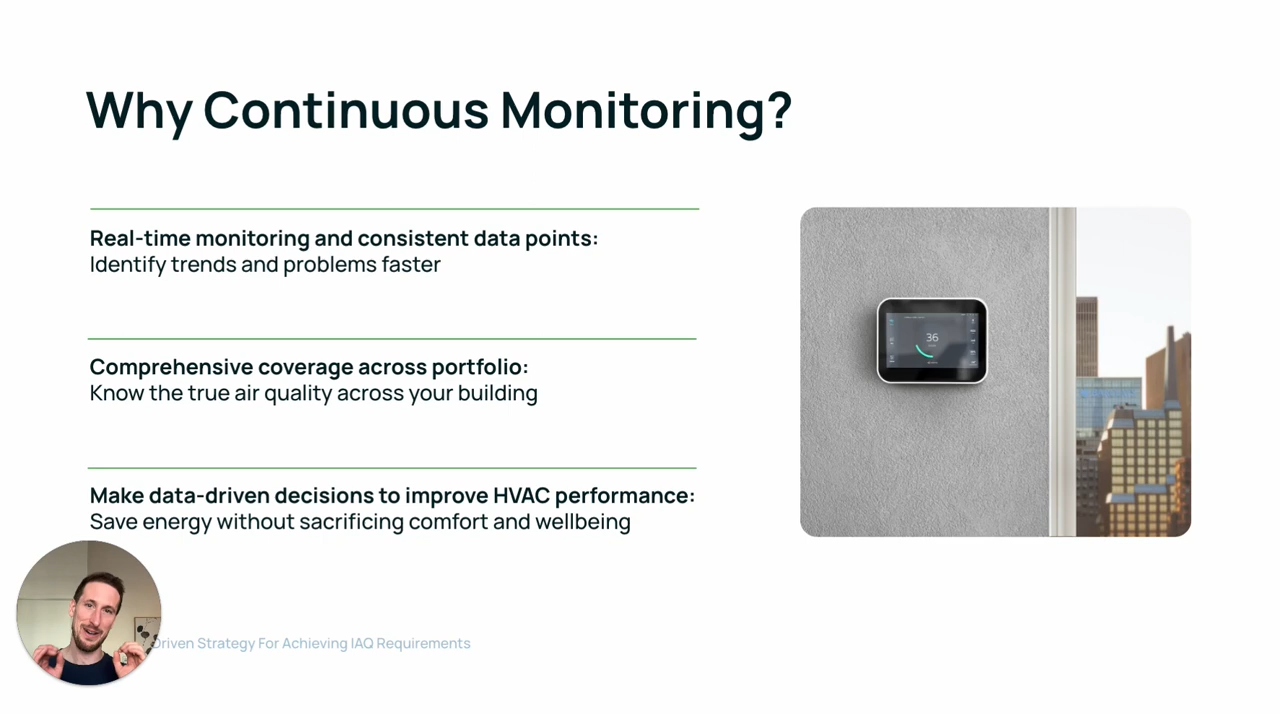 Why Continuous Monitoring?
Real-time monitoring and consistent data points:
Identify trends and problems faster
Comprehensive coverage across portfolio:
Know the true air quality across your building
Make data-driven decisions to improve HVAC performance:
Save energy without sacrificing comfort and wellbeing
36
Driven Strategy For Achieving IAQ Requirements